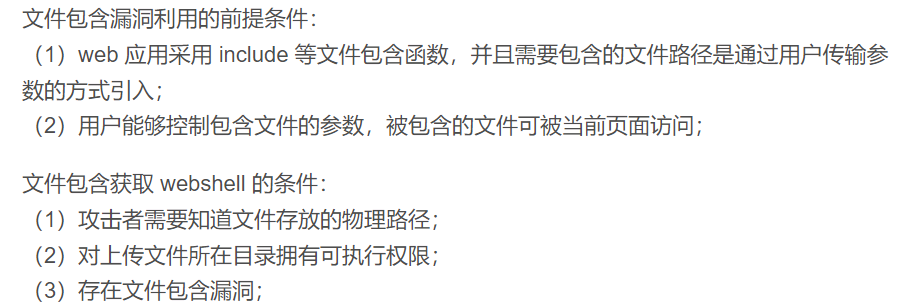 文件包含漏洞利用的前提条件：
（1）web 应用采用 include 等文件包含函数，并且需要包含的文件路径是通过用户传输参
数的方式引入；
（2）用户能够控制包含文件的参数，被包含的文件可被当前页面访问；
文件包含获取 webshell 的条件：
（1）攻击者需要知道文件存放的物理路径；
（2）对上传文件所在目录拥有可执行权限；
（3）存在文件包含漏洞；